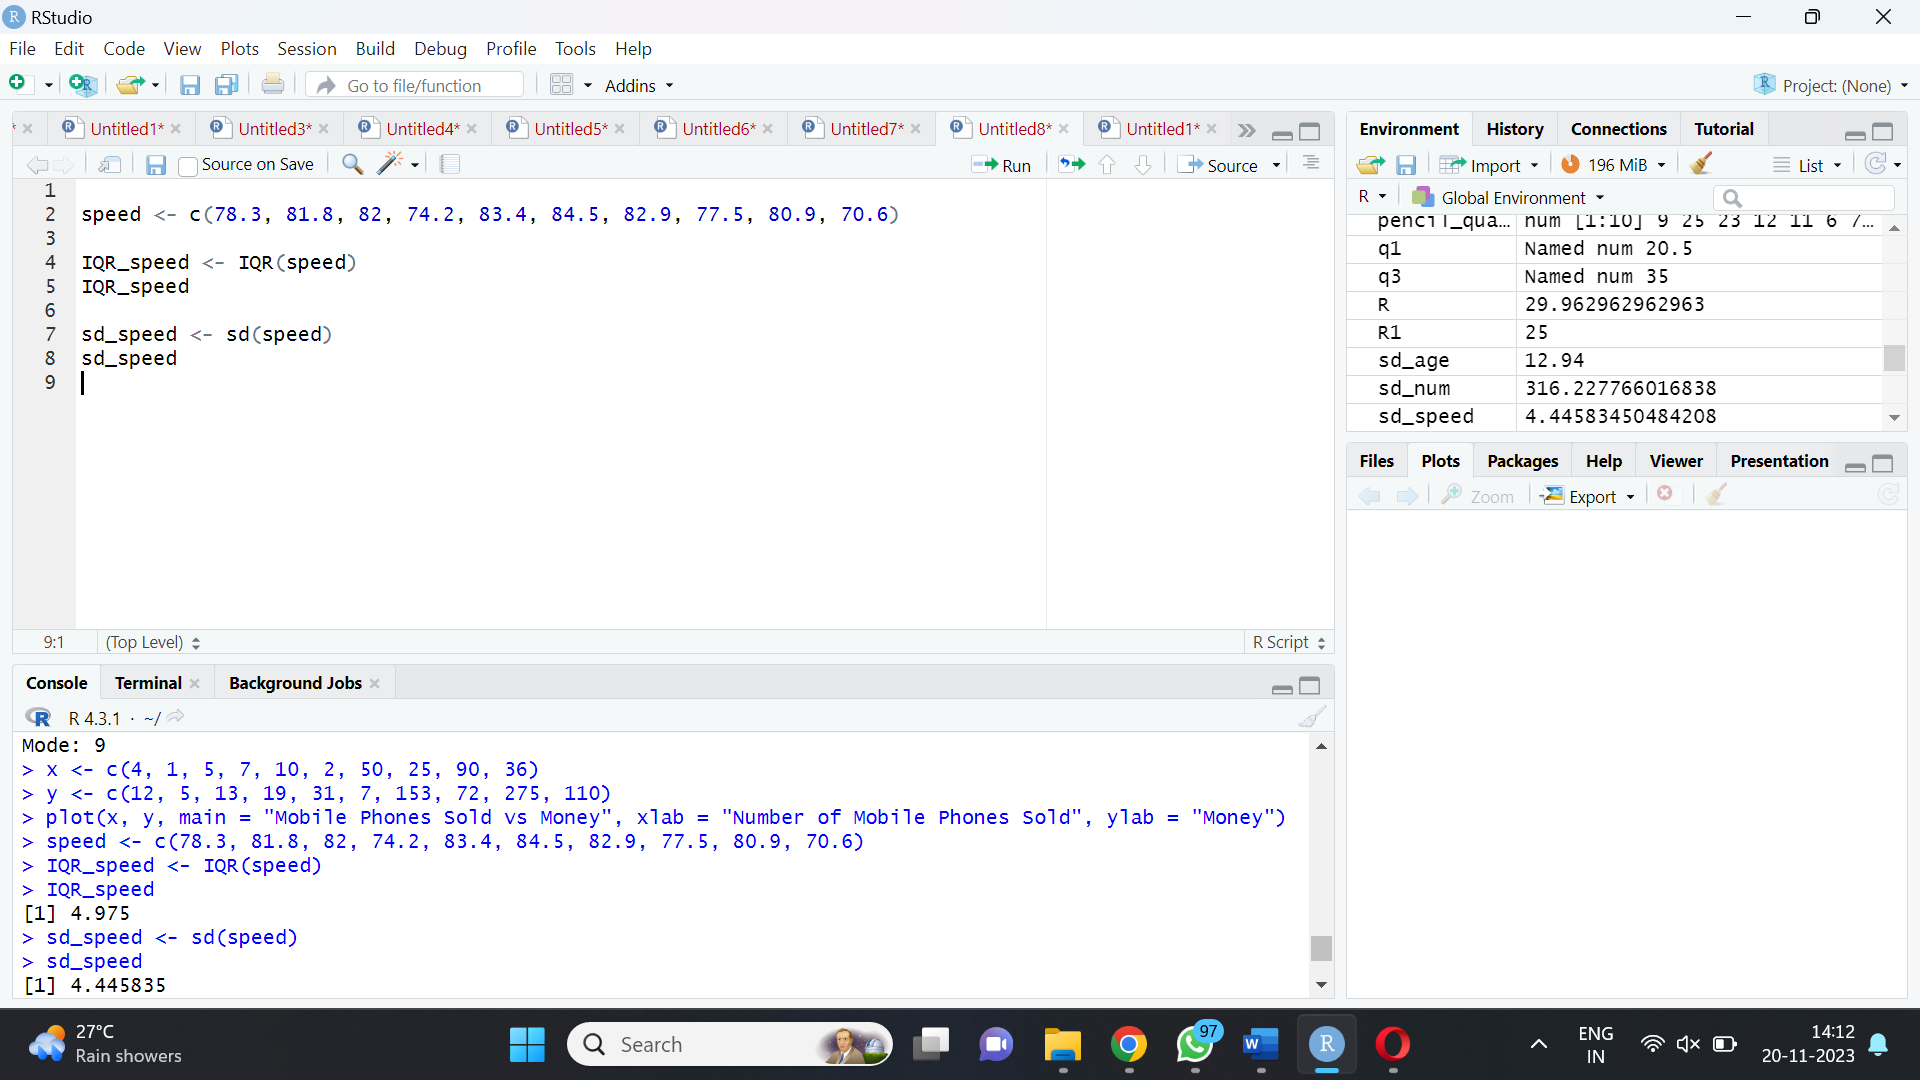 RStudio
File Edit Code View Plots Session Build Debug Profile Tools Help
Go to file/function Addins Project: (None)
Untitled1* Untitled3* Untitled4* Untitled5* Untitled6* Untitled7* Untitled8* Untitled1*
Source on Save Run Source
1
2 speed <- c(78.3, 81.8, 82, 74.2, 83.4, 84.5, 82.9, 77.5, 80.9, 70.6)
3
4 IQR_speed <- IQR(speed)
5 IQR_speed
6
7 sd_speed <- sd(speed)
8 sd_speed
9
9:1 (Top Level) R Script
Console Terminal Background Jobs
R 4.3.1 · ~/
Mode: 9
> x <- c(4, 1, 5, 7, 10, 2, 50, 25, 90, 36)
> y <- c(12, 5, 13, 19, 31, 7, 153, 72, 275, 110)
> plot(x, y, main = "Mobile Phones Sold vs Money", xlab = "Number of Mobile Phones Sold", ylab = "Money")
> speed <- c(78.3, 81.8, 82, 74.2, 83.4, 84.5, 82.9, 77.5, 80.9, 70.6)
> IQR_speed <- IQR(speed)
> IQR_speed
[1] 4.975
> sd_speed <- sd(speed)
> sd_speed
[1] 4.445835
Environment History Connections Tutorial
Import 196 MiB List
R Global Environment
pencil_qua... num [1:10] 9 25 23 12 11 6 7...
q1 Named num 20.5
q3 Named num 35
R 29.962962962963
R1 25
sd_age 12.94
sd_num 316.227766016838
sd_speed 4.44583450484208
Files Plots Packages Help Viewer Presentation
Zoom Export
27°C
Rain showers
Search
97
ENG
IN
14:12
20-11-2023